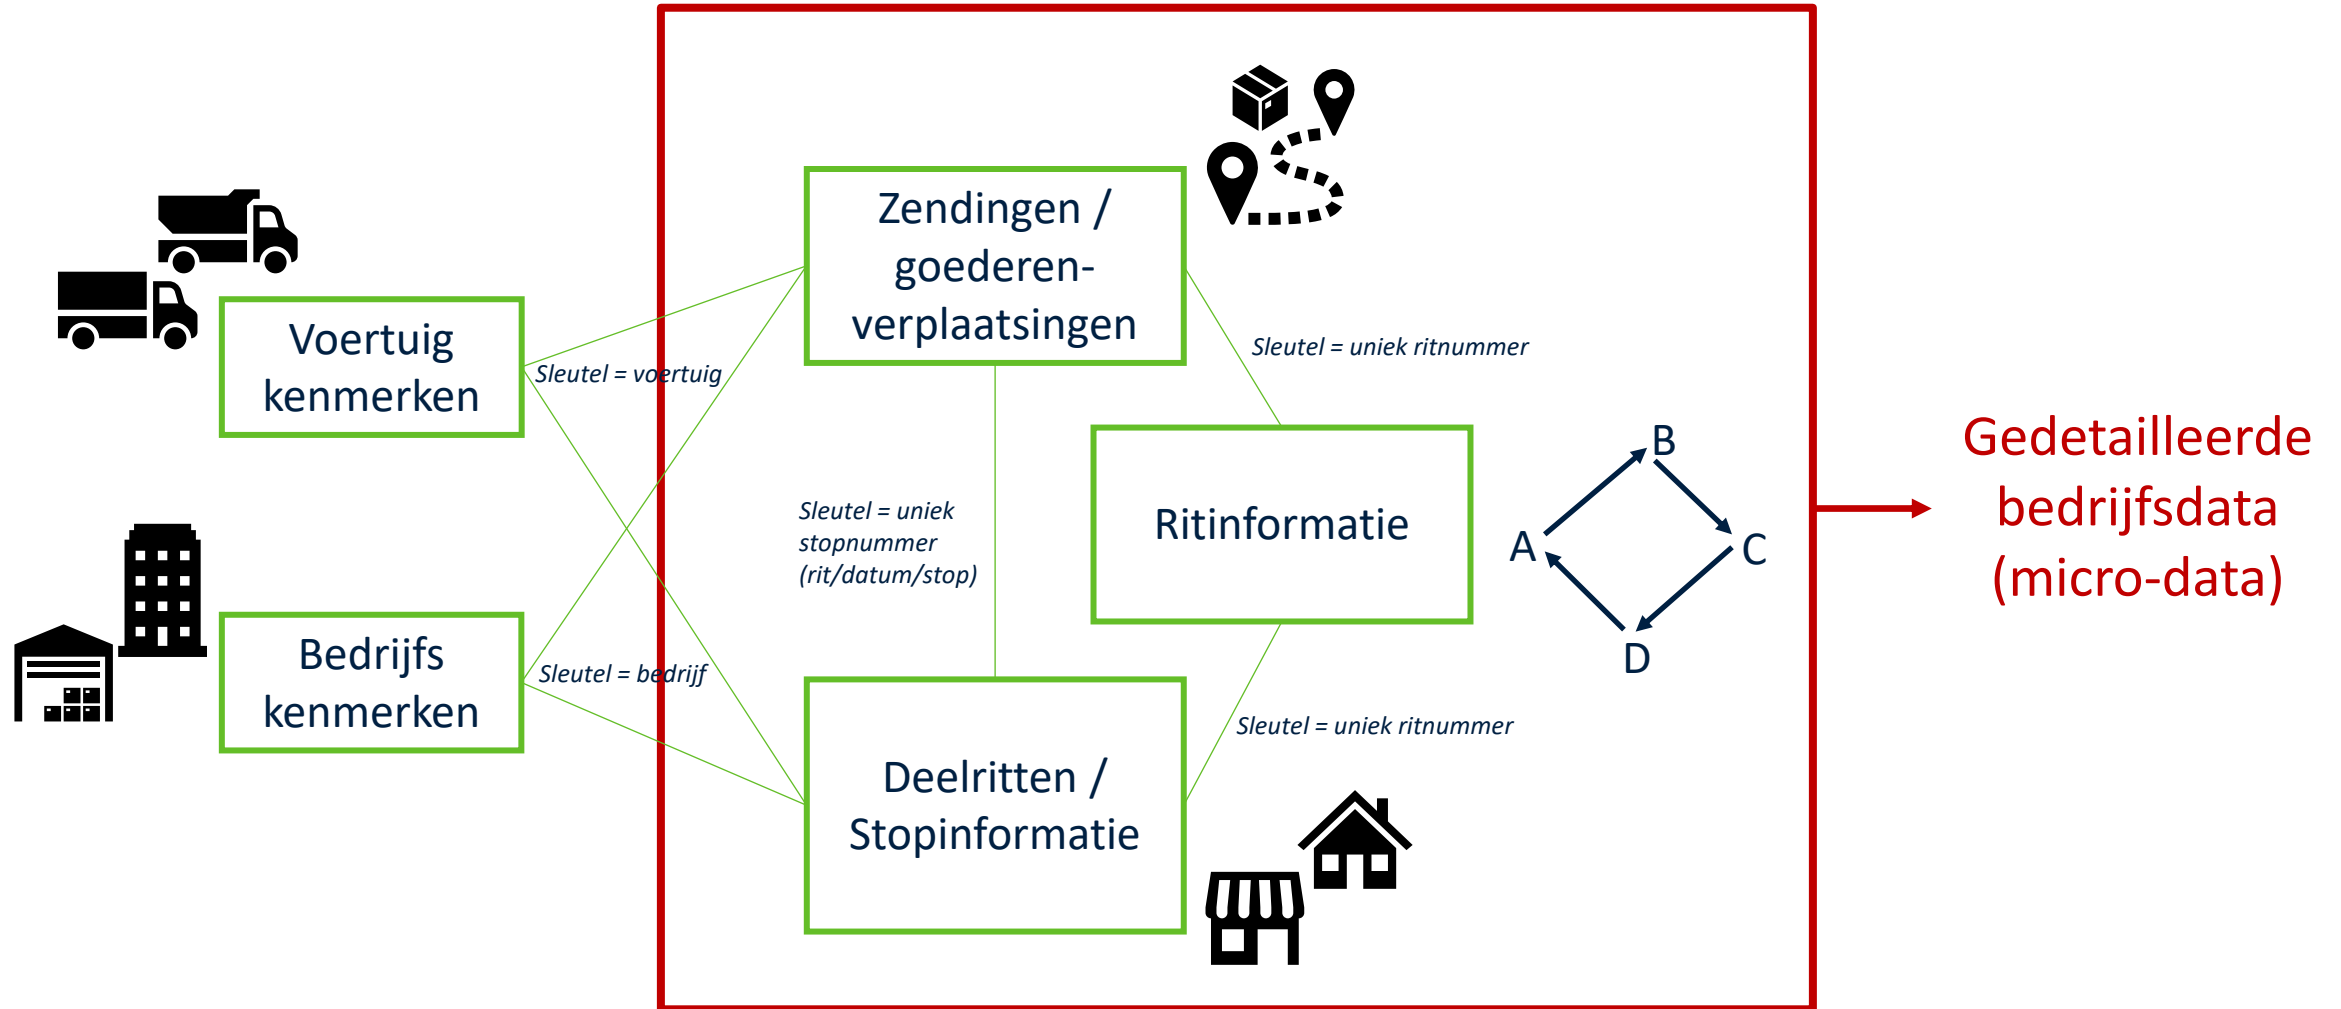 Zendingen /
goederen-
verplaatsingen
Voertuig
kenmerken
Sleutel = voertuig
Sleutel = uniek ritnummer
Sleutel = uniek
stopnummer
(rit/datum/stop)
Ritinformatie
B
A
C
D
Gedetailleerde
bedrijfsdata
(micro-data)
Bedrijfs
kenmerken
Sleutel = bedrijf
Sleutel = uniek ritnummer
Deelritten /
Stopinformatie